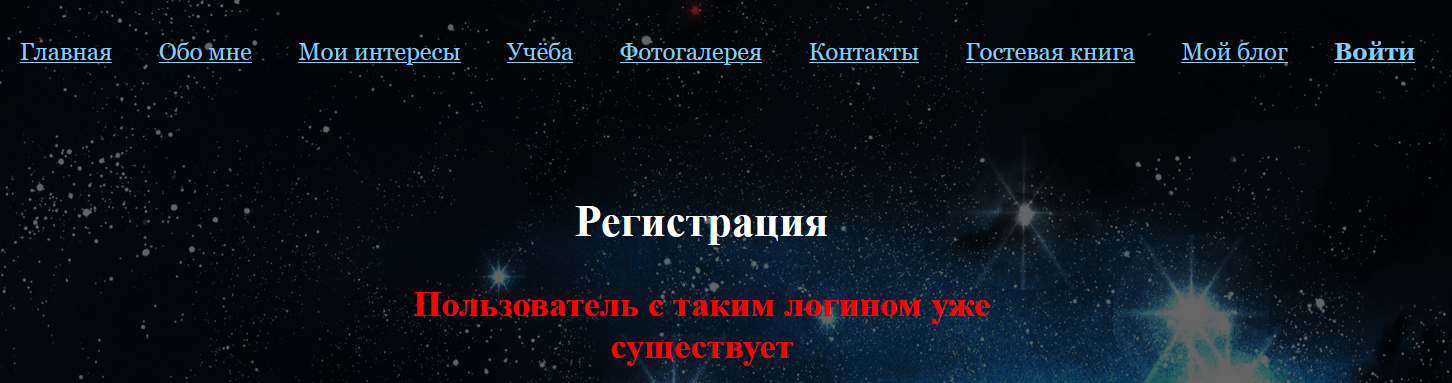 Главная Обо мне Мои интересы Учёба Фотогалерея Контакты Гостевая книга Мой блог Войти
Регистрация
Пользователь с таким логином уже
существует